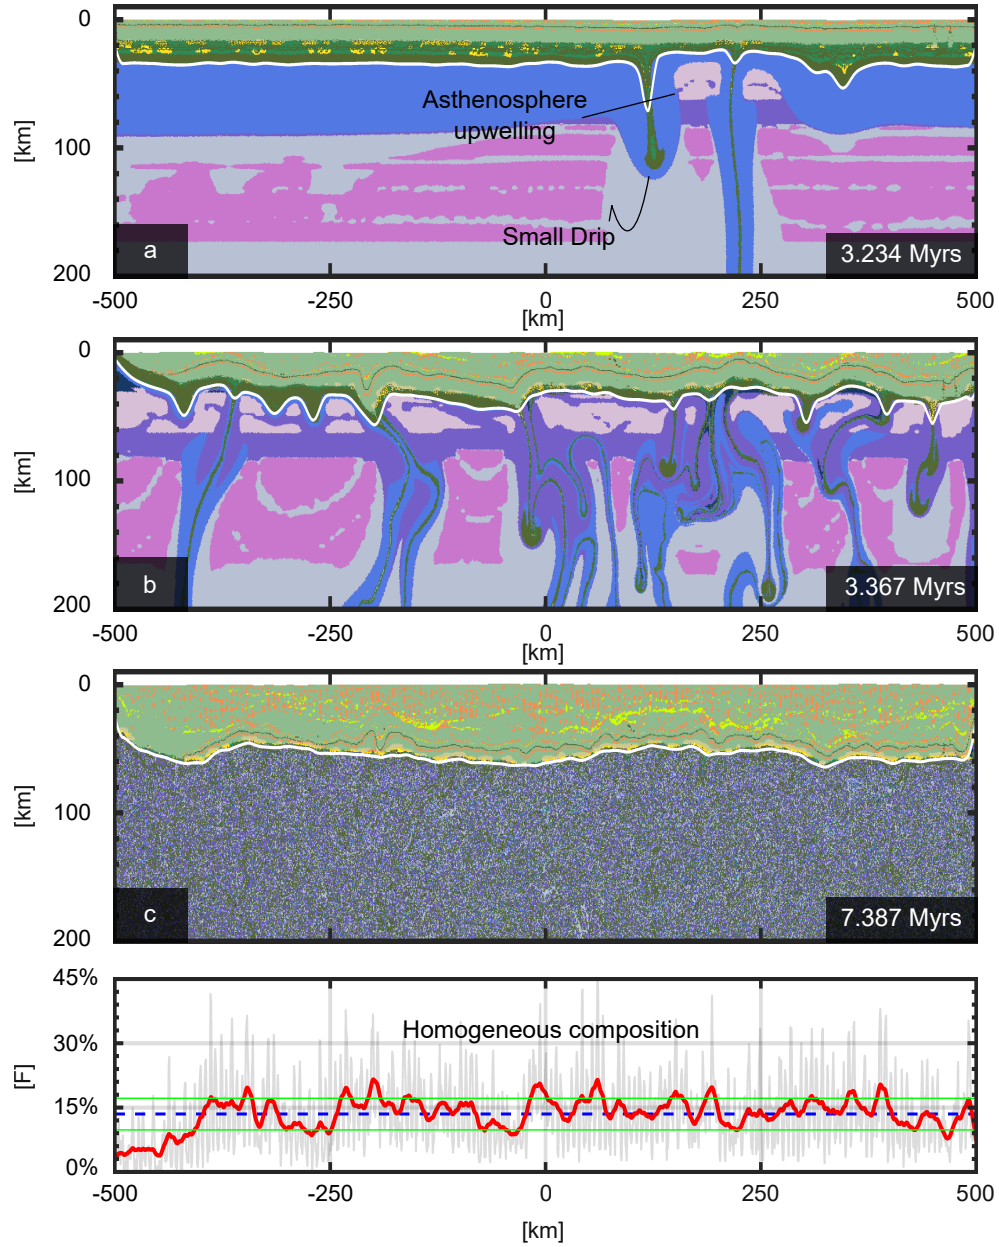 0
[km]
100
200
Asthenosphere
upwelling
Small Drip
a
3.234 Myrs
-500
-250
0
250
500
[km]
0
[km]
100
200
b
3.367 Myrs
-500
-250
0
250
500
[km]
0
[km]
100
200
c
7.387 Myrs
45%
30%
[F]
15%
0%
Homogeneous composition
-500
-250
0
250
500
[km]